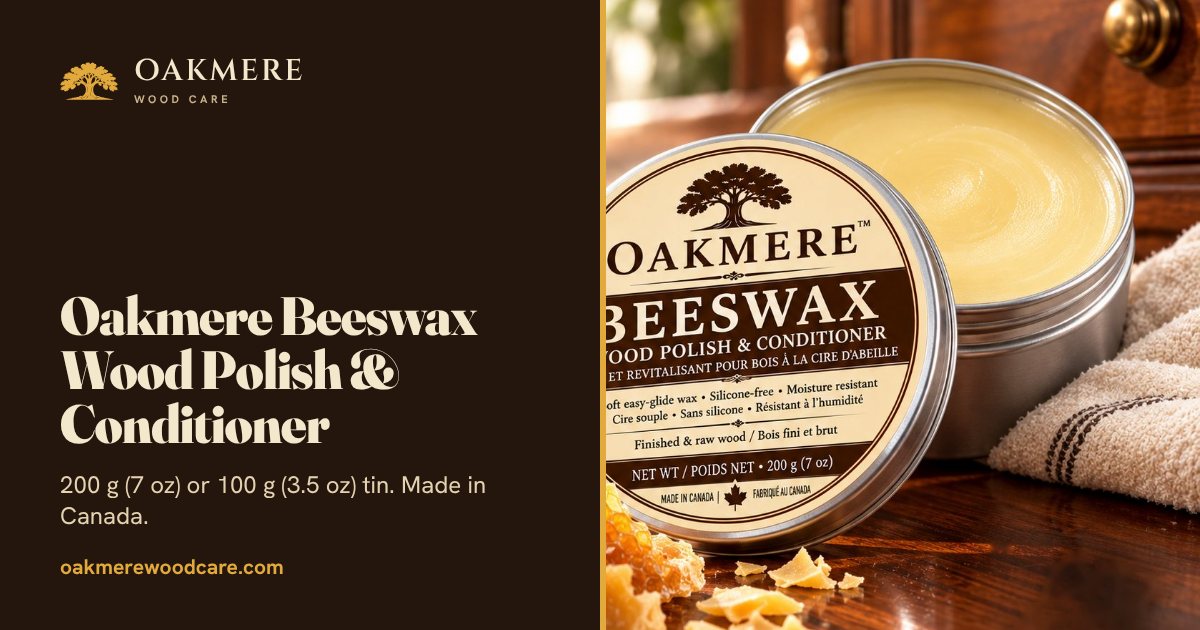 OAKMERE
WOOD CARE
Oakmere Beeswax
Wood Polish &
Conditioner
200 g (7 oz) or 100 g (3.5 oz) tin. Made in
Canada.
oakmerewoodcare.com
OAKMERE™
BEESWAX
WOOD POLISH & CONDITIONER
ET REVITALISANT POUR BOIS À LA CIRE D'ABEILLE
easy-glide wax • Silicone-free • Moisture resistant
Cire souple • Sans silicone • Résistant à l'humidité
Finished & raw wood / Bois fini et brut
NET WT / POIDS NET • 200 g (7 oz)
MADE IN CANADA | FABRIQUÉ AU CANADA